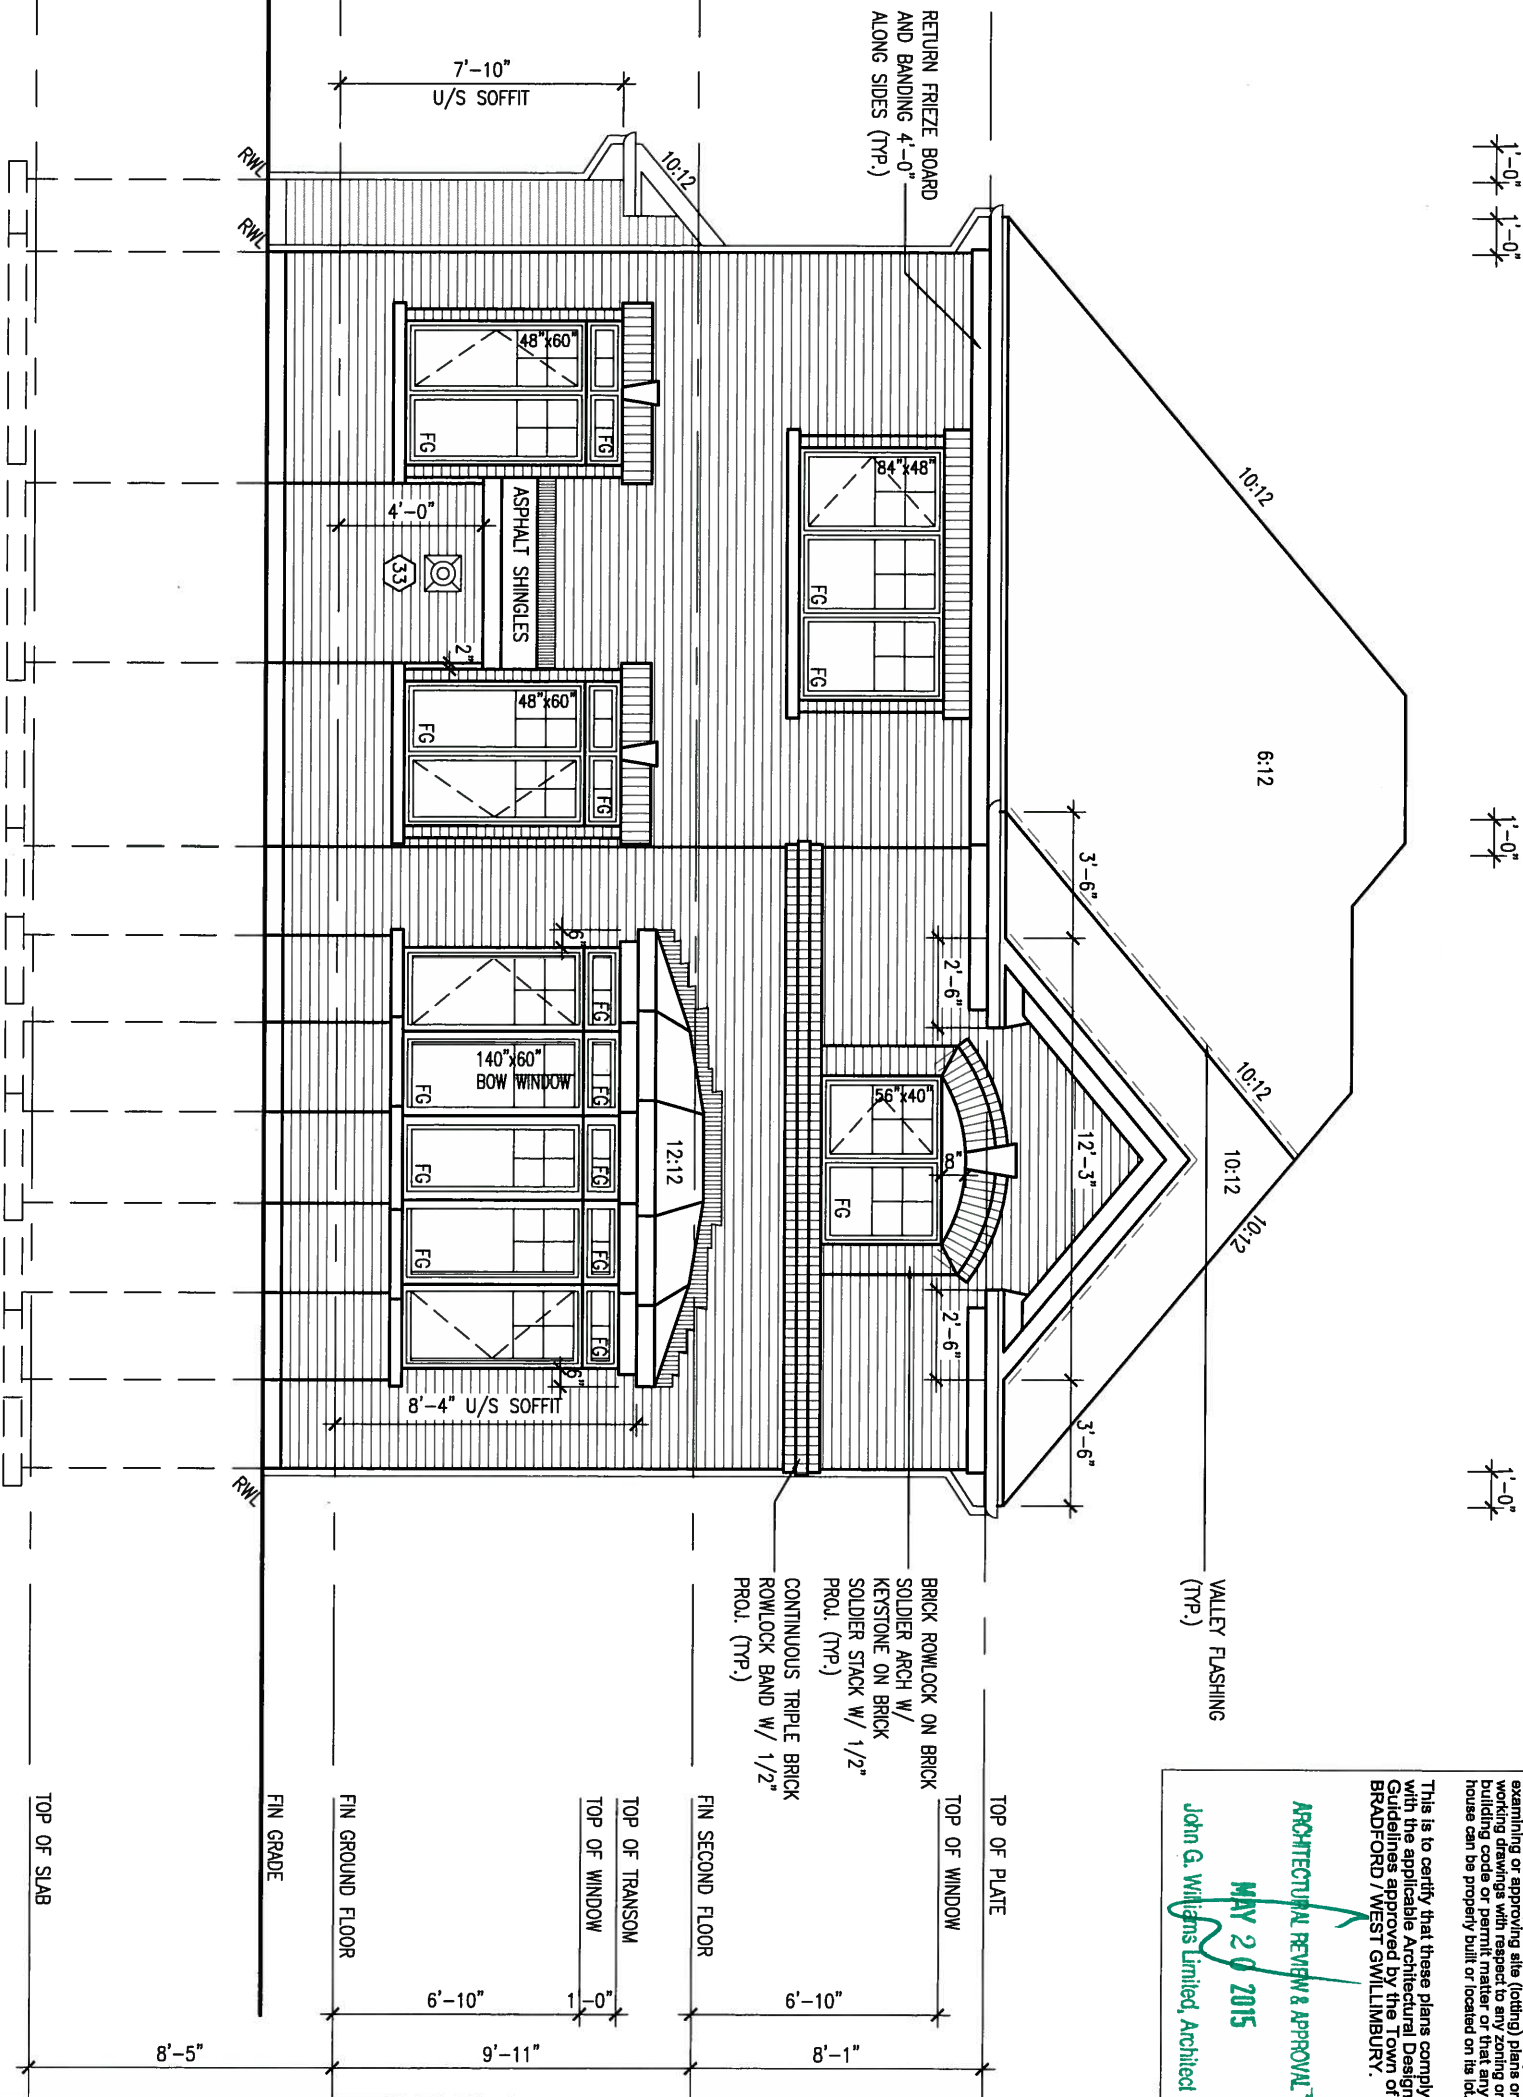 1'-0"
1'-0"
1'-0"
1'-0"
examining or approving site (lotting) plans or
working drawings with respect to any zoning or
building code or permit matter or that any
house can be properly built or located on its lot.
This is to certify that these plans comply
with the applicable Architectural Design
Guidelines approved by the Town of
BRADFORD / WEST GWILLIMBURY.
ARCHITECTURAL REVIEW & APPROVAL
MAY 20 2015
John G. Williams Limited, Architect
10:12
6:12
10:12
10:12
10:12
VALLEY FLASHING
(TYP.)
3'-6"
12'-3"
3'-6"
2'-6"
2'-6"
RETURN FRIEZE BOARD
AND BANDING 4'-0"
ALONG SIDES (TYP.)
TOP OF PLATE
TOP OF WINDOW
84"x48"
FG
FG
56"x40"
8"
FG
BRICK ROWLOCK ON BRICK
SOLDIER ARCH W/
KEYSTONE ON BRICK
SOLDIER STACK W/ 1/2"
PROJ. (TYP.)
CONTINUOUS TRIPLE BRICK
ROWLOCK BAND W/ 1/2"
PROJ. (TYP.)
10:12
12:12
FIN SECOND FLOOR
TOP OF TRANSOM
TOP OF WINDOW
7'-10"
U/S SOFFIT
48"x60"
FG
FG
ASPHALT SHINGLES
4'-0"
33
2"
48"x60"
FG
FG
6"
140"x60"
BOW WINDOW
FG
FG
FG
FG
FG
FG
FG
FG
6"
8'-4" U/S SOFFIT
RWL
RWL
RWL
FIN GROUND FLOOR
FIN GRADE
TOP OF SLAB
6'-10"
1'-0"
6'-10"
8'-1"
9'-11"
8'-5"